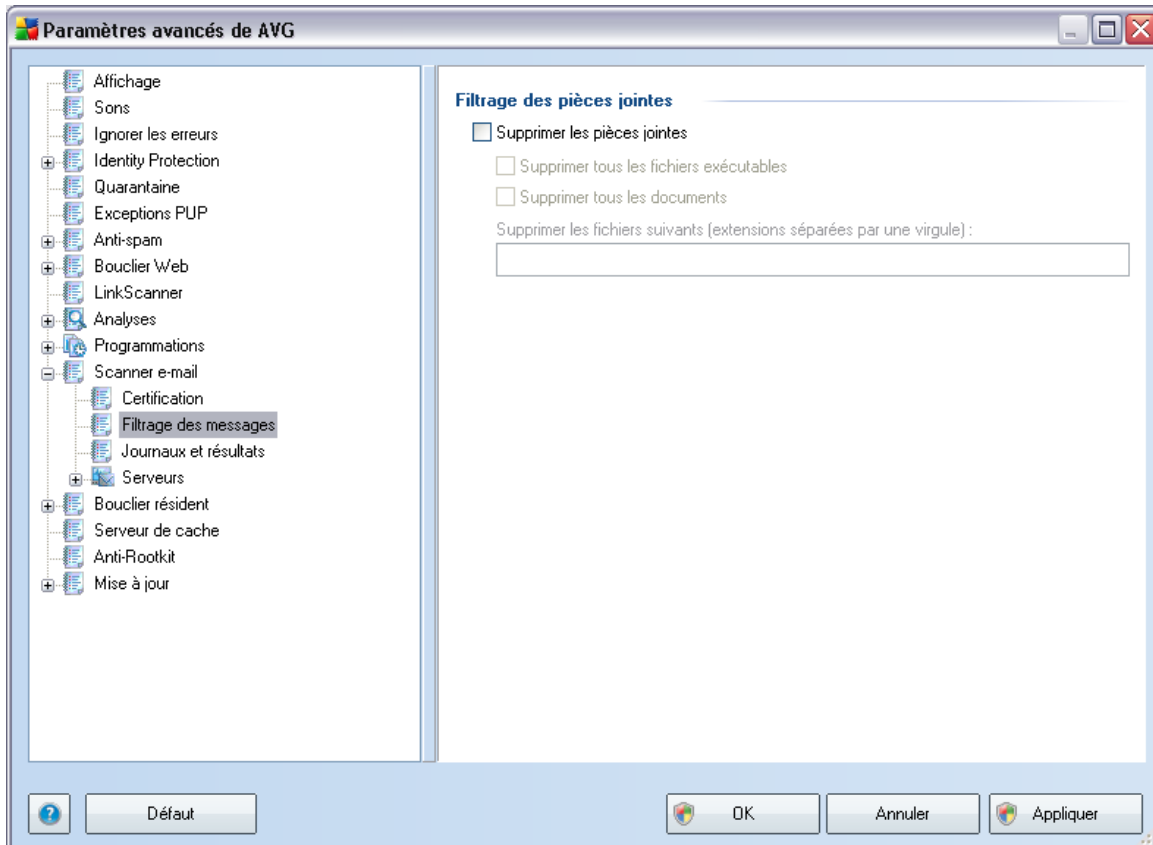 Paramètres avancés de AVG
Affichage
Sons
Ignorer les erreurs
Identity Protection
Quarantaine
Exceptions PUP
Anti-spam
Bouclier Web
LinkScanner
Analyses
Programmations
Scanner e-mail
Certification
Filtrage des messages
Journaux et résultats
Serveurs
Bouclier résident
Serveur de cache
Anti-Rootkit
Mise à jour
Filtrage des pièces jointes
Supprimer les pièces jointes
Supprimer tous les fichiers exécutables
Supprimer tous les documents
Supprimer les fichiers suivants (extensions séparées par une virgule) :
Défaut
OK
Annuler
Appliquer